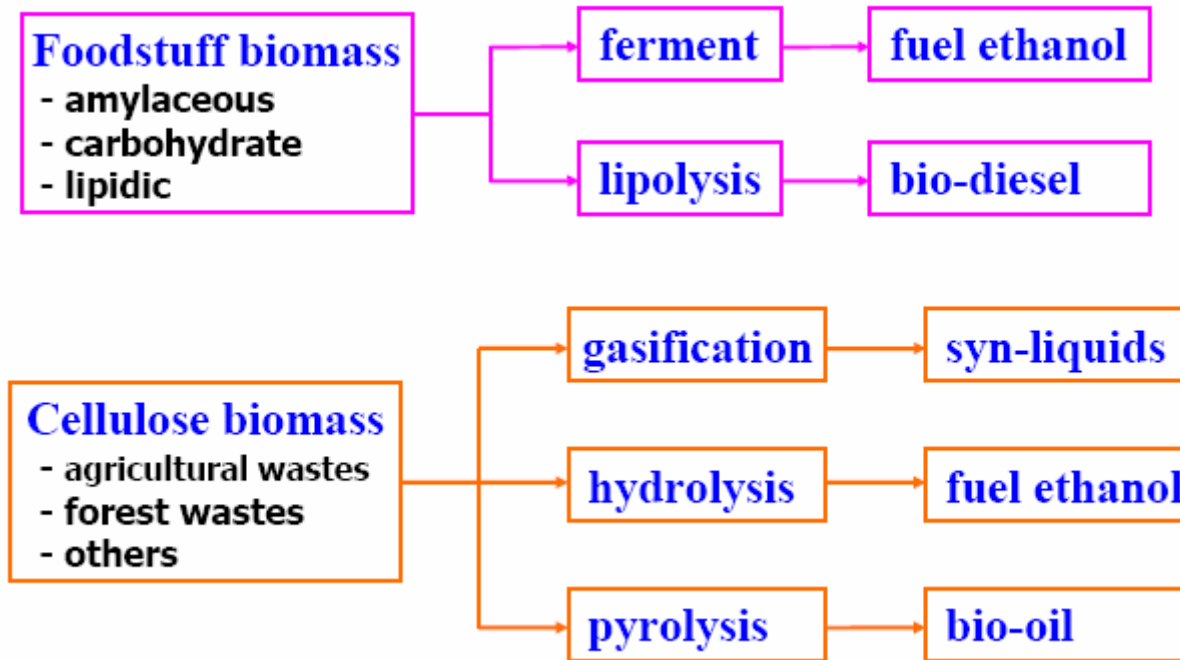 Foodstuff biomass
- amylaceous
- carbohydrate
- lipidic
ferment
fuel ethanol
lipolysis
bio-diesel
Cellulose biomass
- agricultural wastes
- forest wastes
- others
gasification
syn-liquids
hydrolysis
fuel ethanol
pyrolysis
bio-oil